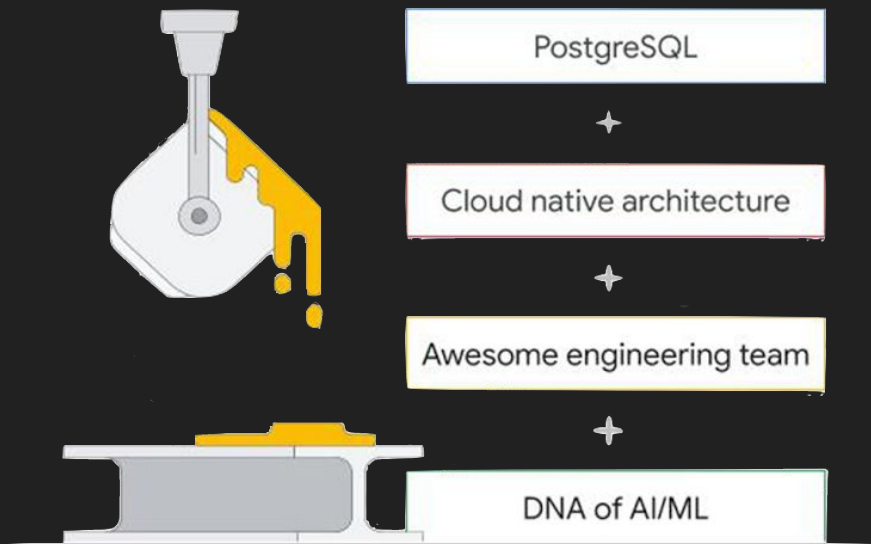 PostgreSQL
+
Cloud native architecture
+
Awesome engineering team
+
DNA of AI/ML